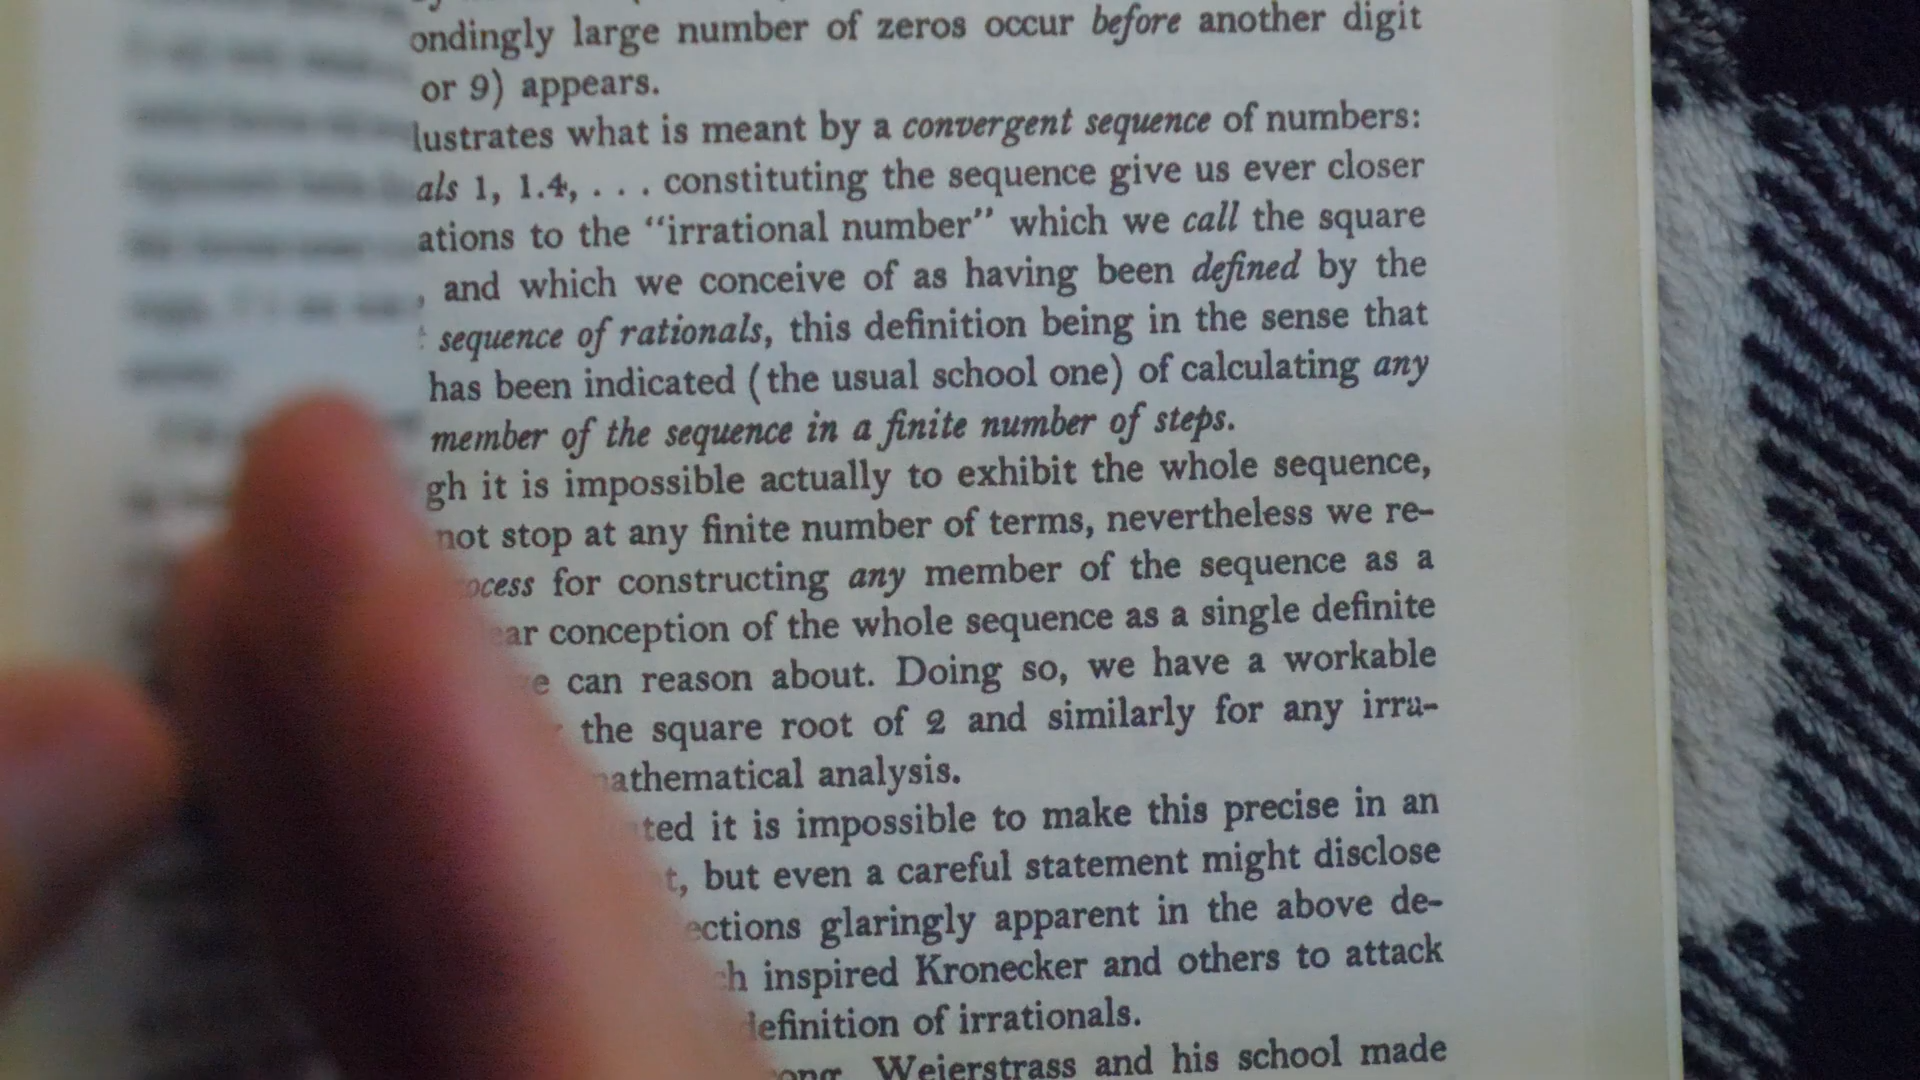 ondingly large number of zeros occur before another digit
or 9) appears.
lustrates what is meant by a convergent sequence of numbers:
als 1, 1.4, . . . constituting the sequence give us ever closer
ations to the “irrational number” which we call the square
, and which we conceive of as having been defined by the
sequence of rationals, this definition being in the sense that
has been indicated (the usual school one) of calculating any
member of the sequence in a finite number of steps.
gh it is impossible actually to exhibit the whole sequence,
not stop at any finite number of terms, nevertheless we re-
ocess for constructing any member of the sequence as a
ear conception of the whole sequence as a single definite
e can reason about. Doing so, we have a workable
the square root of 2 and similarly for any irra-
athematical analysis.
ted it is impossible to make this precise in an
t, but even a careful statement might disclose
ections glaringly apparent in the above de-
h inspired Kronecker and others to attack
definition of irrationals.
ong, Weierstrass and his school made